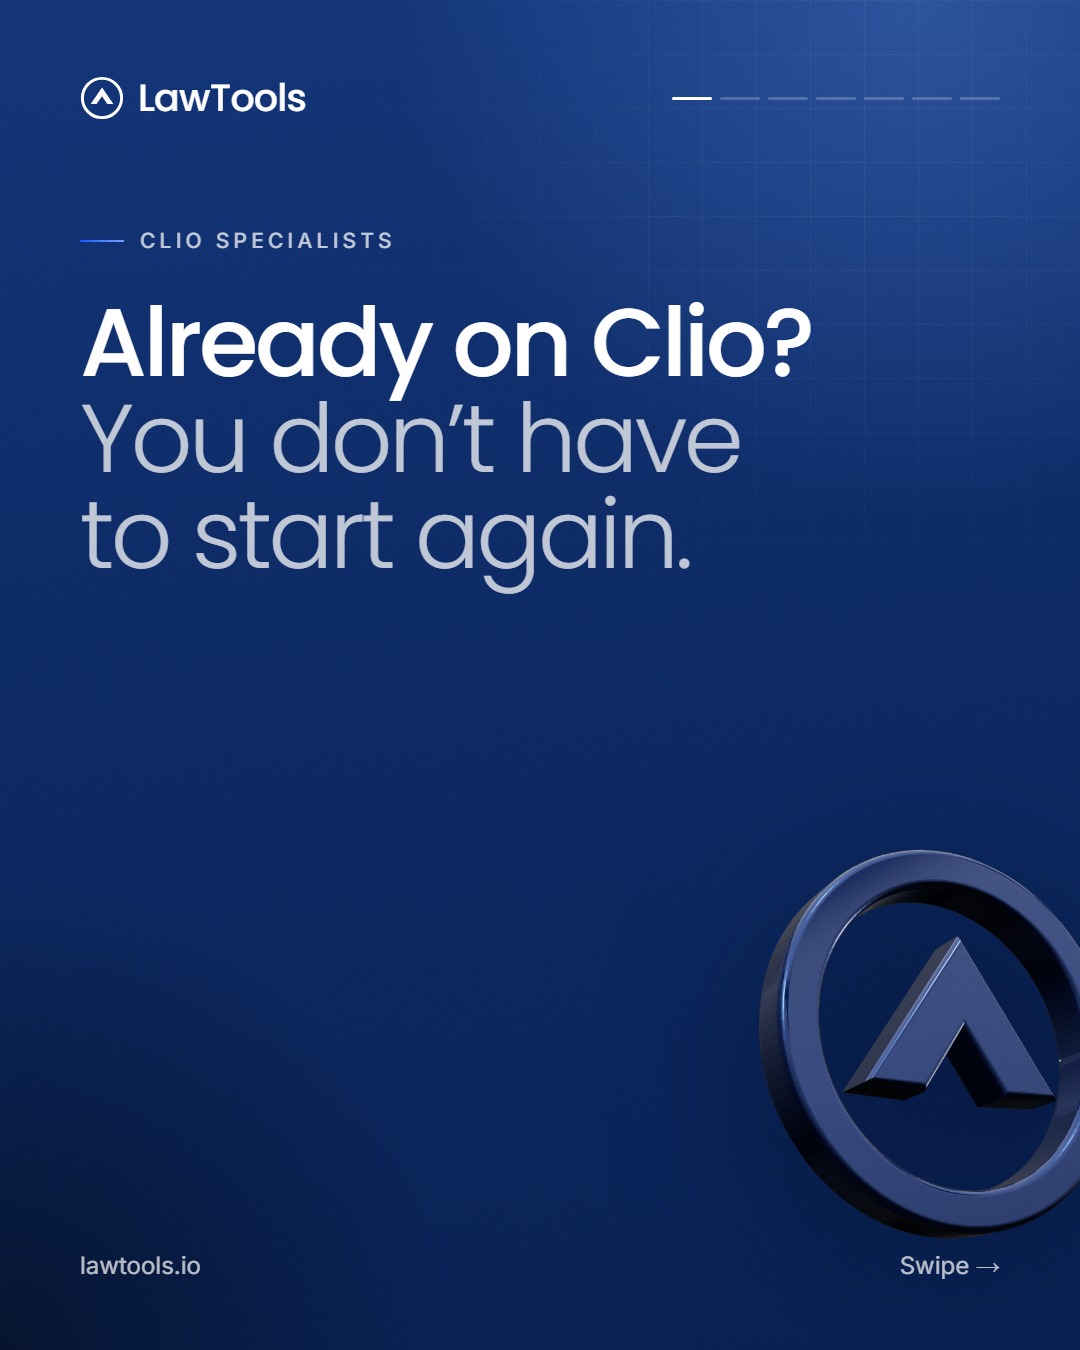 LawTools
CLIO SPECIALISTS
Already on Clio?
You don’t have
to start again.
lawtools.io
Swipe →